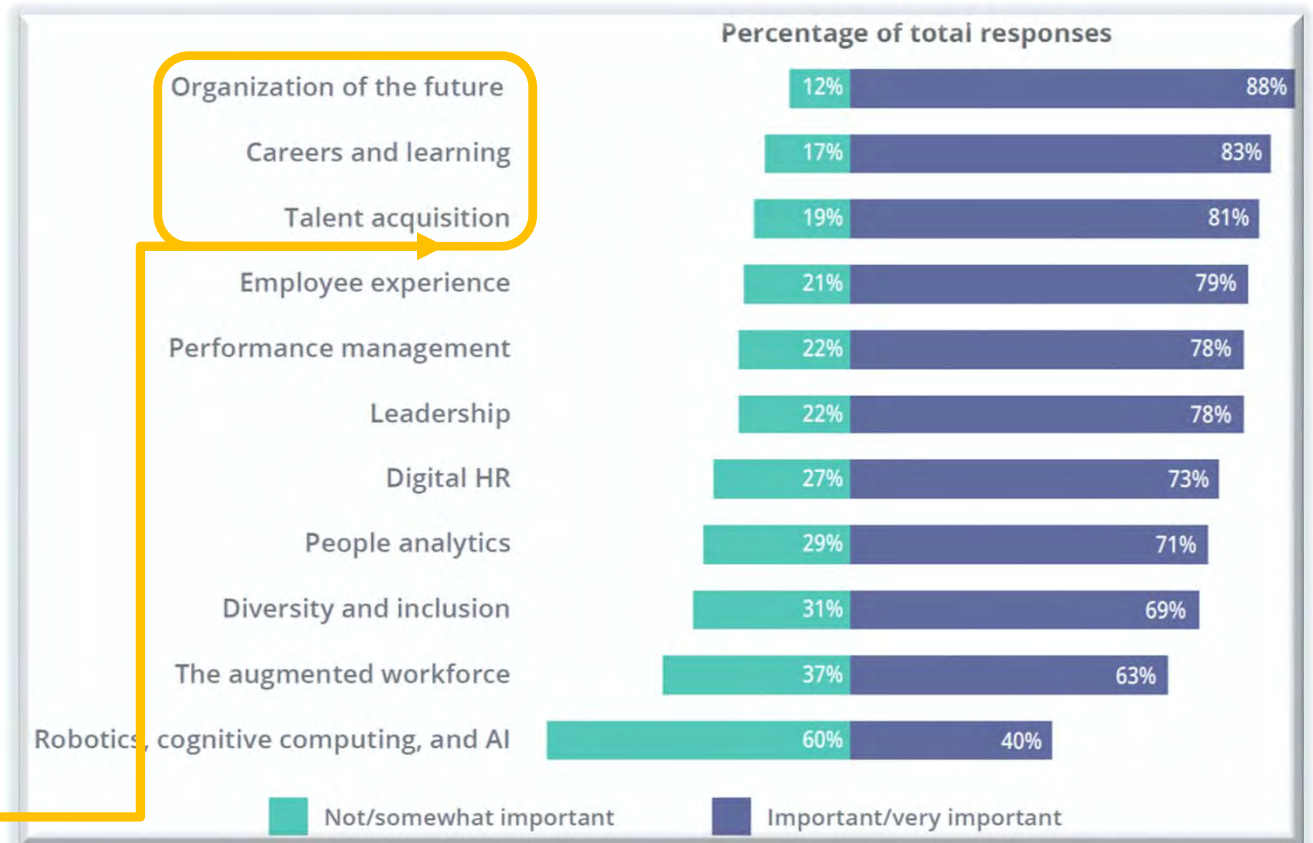 Percentage of total responses
Organization of the future 12% 88%
Careers and learning 17% 83%
Talent acquisition 19% 81%
Employee experience 21% 79%
Performance management 22% 78%
Leadership 22% 78%
Digital HR 27% 73%
People analytics 29% 71%
Diversity and inclusion 31% 69%
The augmented workforce 37% 63%
Robotics, cognitive computing, and AI 60% 40%
Not/somewhat important Important/very important